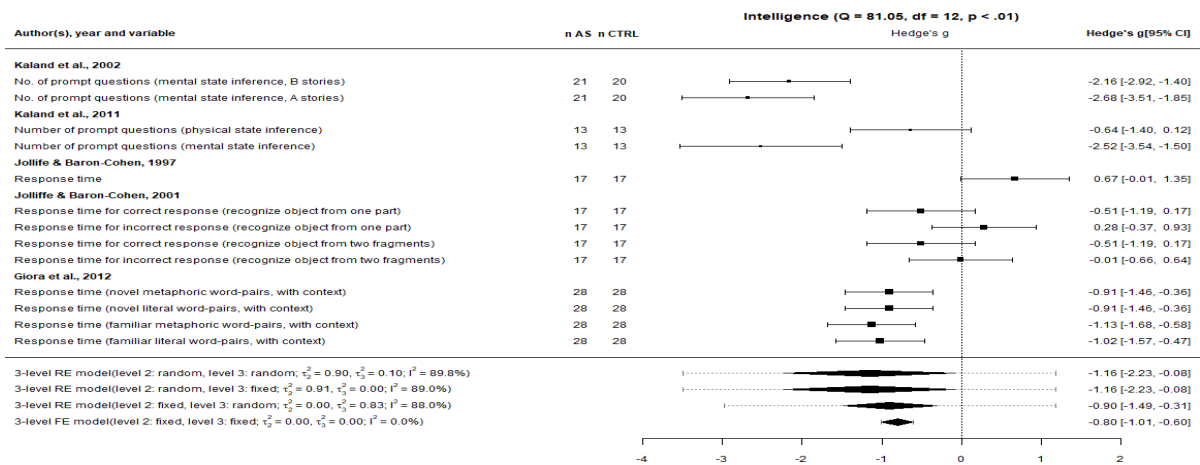 Intelligence (Q = 81.05, df = 12, p < .01)
Author(s), year and variable n AS n CTRL Hedge's g Hedge's g[95% CI]
Kaland et al., 2002
No. of prompt questions (mental state inference, B stories) 21 20 -2.16 [-2.92, -1.40]
No. of prompt questions (mental state inference, A stories) 21 20 -2.68 [-3.51, -1.85]
Kaland et al., 2011
Number of prompt questions (physical state inference) 13 13 -0.64 [-1.40, 0.12]
Number of prompt questions (mental state inference) 13 13 -2.52 [-3.54, -1.50]
Jollife & Baron-Cohen, 1997
Response time 17 17 0.67 [-0.01, 1.35]
Jolliffe & Baron-Cohen, 2001
Response time for correct response (recognize object from one part) 17 17 -0.51 [-1.19, 0.17]
Response time for incorrect response (recognize object from one part) 17 17 0.28 [-0.37, 0.93]
Response time for correct response (recognize object from two fragments) 17 17 -0.51 [-1.19, 0.17]
Response time for incorrect response (recognize object from two fragments) 17 17 -0.01 [-0.66, 0.64]
Giora et al., 2012
Response time (novel metaphoric word-pairs, with context) 28 28 -0.91 [-1.46, -0.36]
Response time (novel literal word-pairs, with context) 28 28 -0.91 [-1.46, -0.36]
Response time (familiar metaphoric word-pairs, with context) 28 28 -1.13 [-1.68, -0.58]
Response time (familiar literal word-pairs, with context) 28 28 -1.02 [-1.57, -0.47]
3-level RE model(level 2: random, level 3: random; τ²₂ = 0.90, τ²₃ = 0.10; I² = 89.8%) -1.16 [-2.23, -0.08]
3-level RE model(level 2: random, level 3: fixed; τ²₂ = 0.91, τ²₃ = 0.00; I² = 89.0%) -1.16 [-2.23, -0.08]
3-level RE model(level 2: fixed, level 3: random; τ²₂ = 0.00, τ²₃ = 0.83; I² = 88.0%) -0.90 [-1.49, -0.31]
3-level FE model(level 2: fixed, level 3: fixed; τ²₂ = 0.00, τ²₃ = 0.00; I² = 0.0%) -0.80 [-1.01, -0.60]
-4 -3 -2 -1 0 1 2